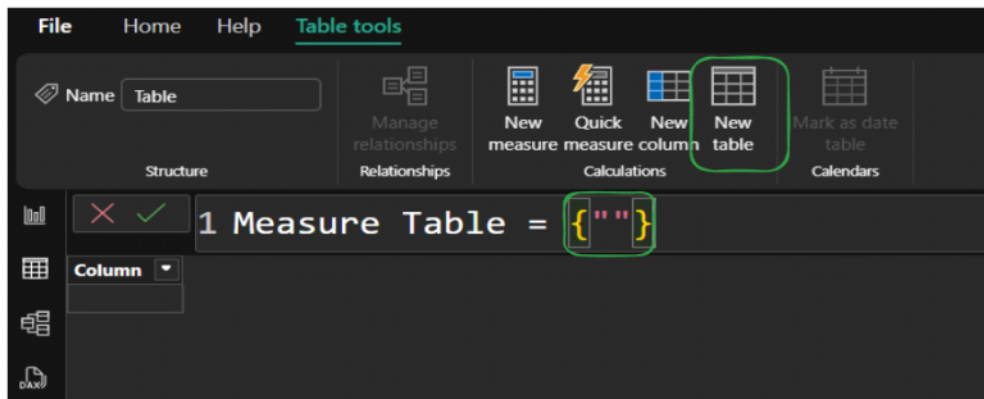 File Home Help Table tools
Name Table
Manage relationships
New measure
Quick measure
New column
New table
Mark as date table
Structure
Relationships
Calculations
Calendars
1 Measure Table = {""}
Column
DAX